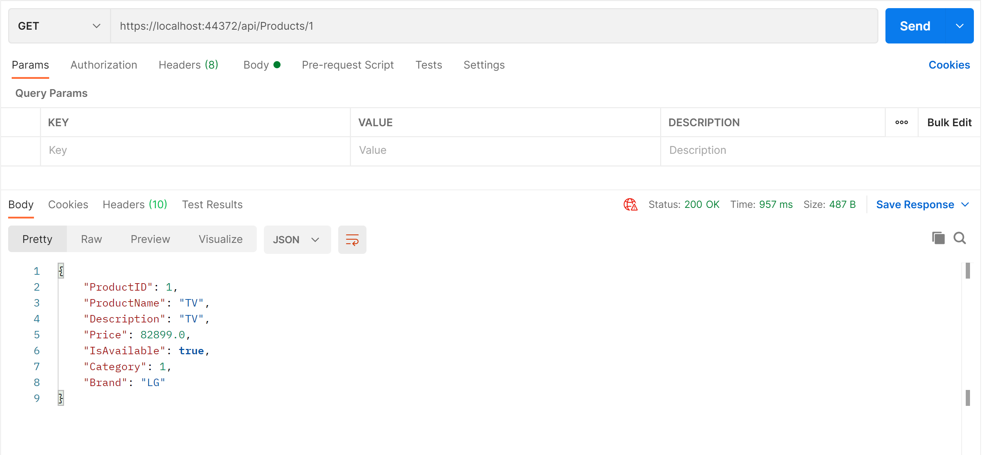 GET https://localhost:44372/api/Products/1 Send
Params Authorization Headers (8) Body Pre-request Script Tests Settings Cookies
Query Params
KEY VALUE DESCRIPTION ooo Bulk Edit
Key Value Description
Body Cookies Headers (10) Test Results Status: 200 OK Time: 957 ms Size: 487 B Save Response
Pretty Raw Preview Visualize JSON
1 {
2 "ProductID": 1,
3 "ProductName": "TV",
4 "Description": "TV",
5 "Price": 82899.0,
6 "IsAvailable": true,
7 "Category": 1,
8 "Brand": "LG"
9 }